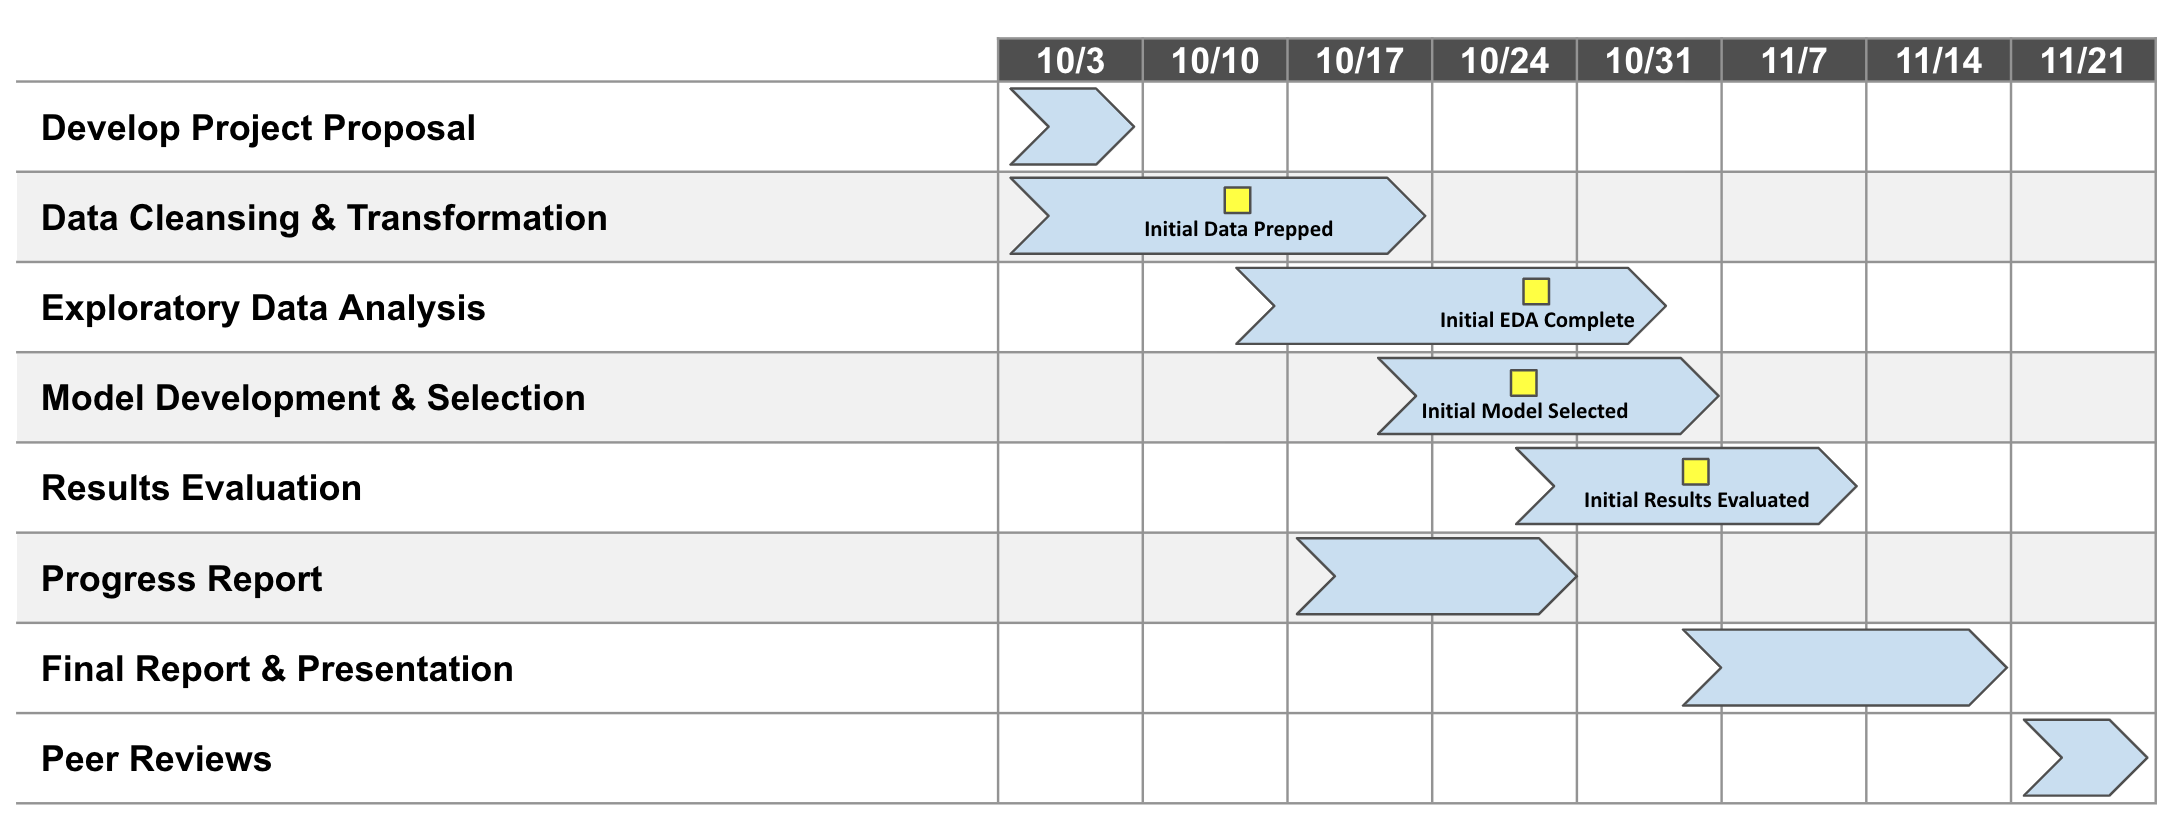 10/3 10/10 10/17 10/24 10/31 11/7 11/14 11/21
Develop Project Proposal
Data Cleansing & Transformation
Initial Data Prepped
Exploratory Data Analysis
Initial EDA Complete
Model Development & Selection
Initial Model Selected
Results Evaluation
Initial Results Evaluated
Progress Report
Final Report & Presentation
Peer Reviews